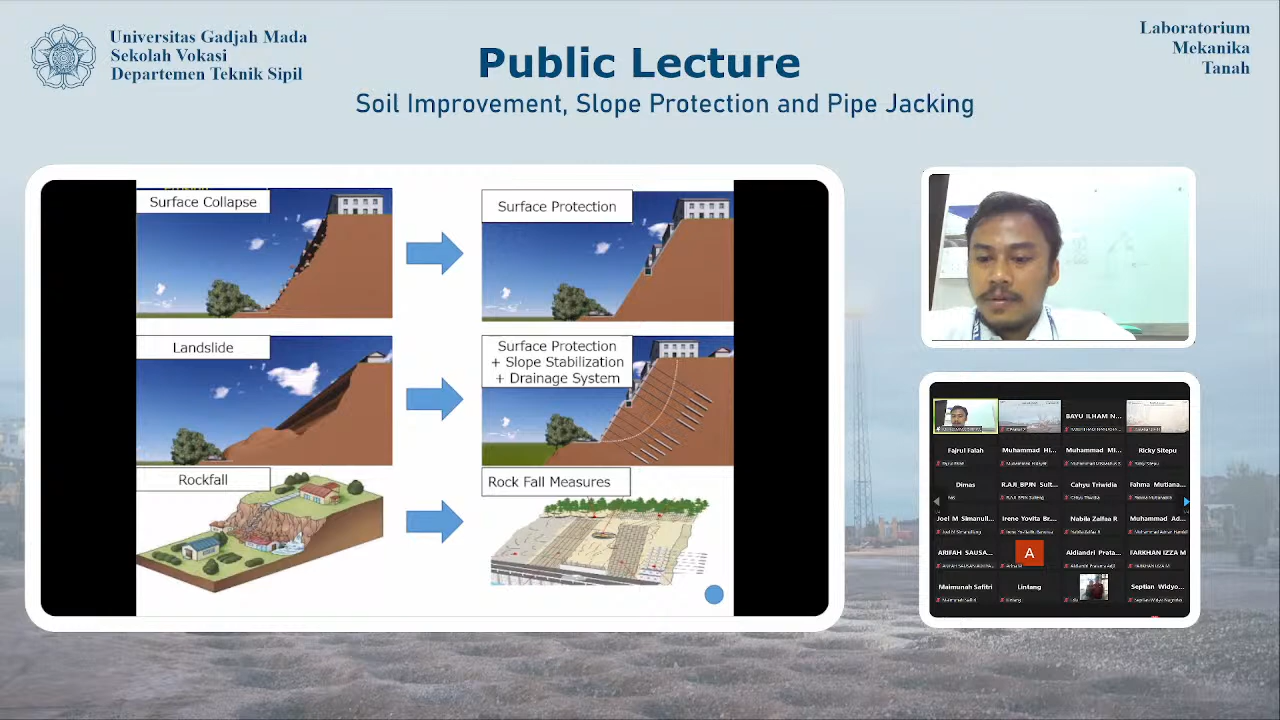 Universitas Gadjah Mada
Sekolah Vokasi
Departemen Teknik Sipil
Public Lecture
Soil Improvement, Slope Protection and Pipe Jacking
Laboratorium
Mekanika
Tanah
Surface Collapse
Surface Protection
Landslide
Surface Protection
+ Slope Stabilization
+ Drainage System
Rockfall
Rock Fall Measures
BAYU ILHAM N...
Fajrul Falah
Muhammad Hi...
Muhammad Mi...
Ricky Sitepu
Dimas
R.AJI_BPJN Sult...
Cahyu Triwidia
Fahma Mutiana...
Joel M Simanull...
Irene Yovita Br...
Nabila Zalfaa R
Muhammad Ad...
ARIFAH SAUSA...
A
Aldiandri Prata...
FARKHAN IZZA M
Maimunah Safitri
Lintang
Septian Widyo...